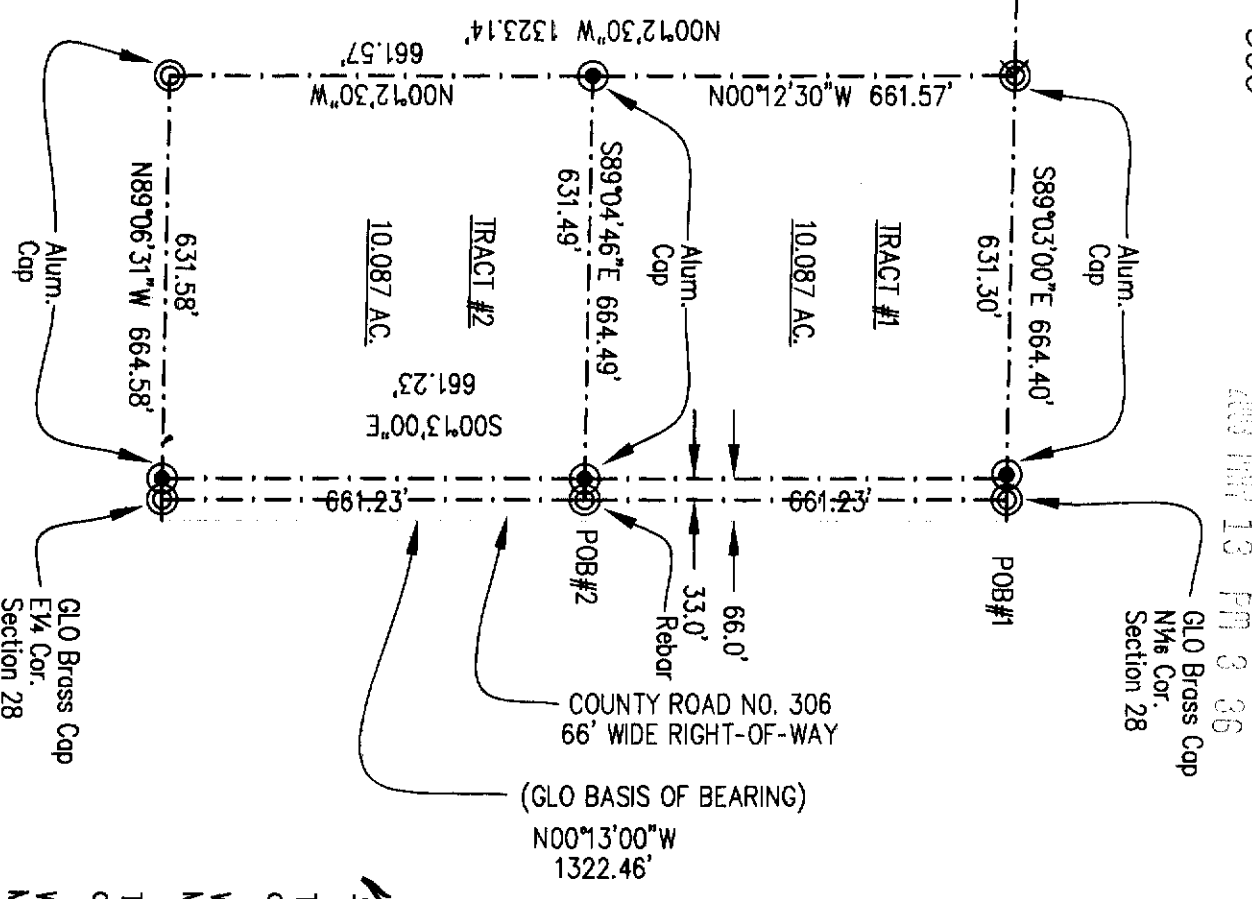 N00°12'30"W 1323.14'
661.57'
N00°12'30"W
N00°12'30"W 661.57'
Alum.
Cap
S89°03'00"E 664.40'
631.30'
TRACT #1
10.087 AC.
Alum.
Cap
S89°04'46"E 664.49'
631.49'
TRACT #2
10.087 AC.
S00°13'00"E
661.23'
631.58'
N89°06'31"W 664.58'
Alum.
Cap
661.23'
661.23'
POB#1
GLO Brass Cap
N1/16 Cor.
Section 28
66.0'
33.0'
Rebar
POB#2
GLO Brass Cap
E1/4 Cor.
Section 28
COUNTY ROAD NO. 306
66' WIDE RIGHT-OF-WAY
(GLO BASIS OF BEARING)
N00°13'00"W
1322.46'
13 PM 3 36